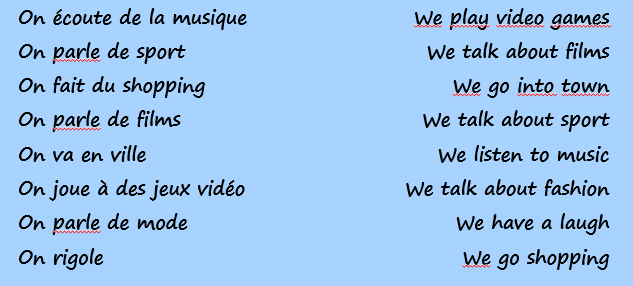 On écoute de la musique We play video games
On parle de sport We talk about films
On fait du shopping We go into town
On parle de films We talk about sport
On va en ville We listen to music
On joue à des jeux vidéo We talk about fashion
On parle de mode We have a laugh
On rigole We go shopping